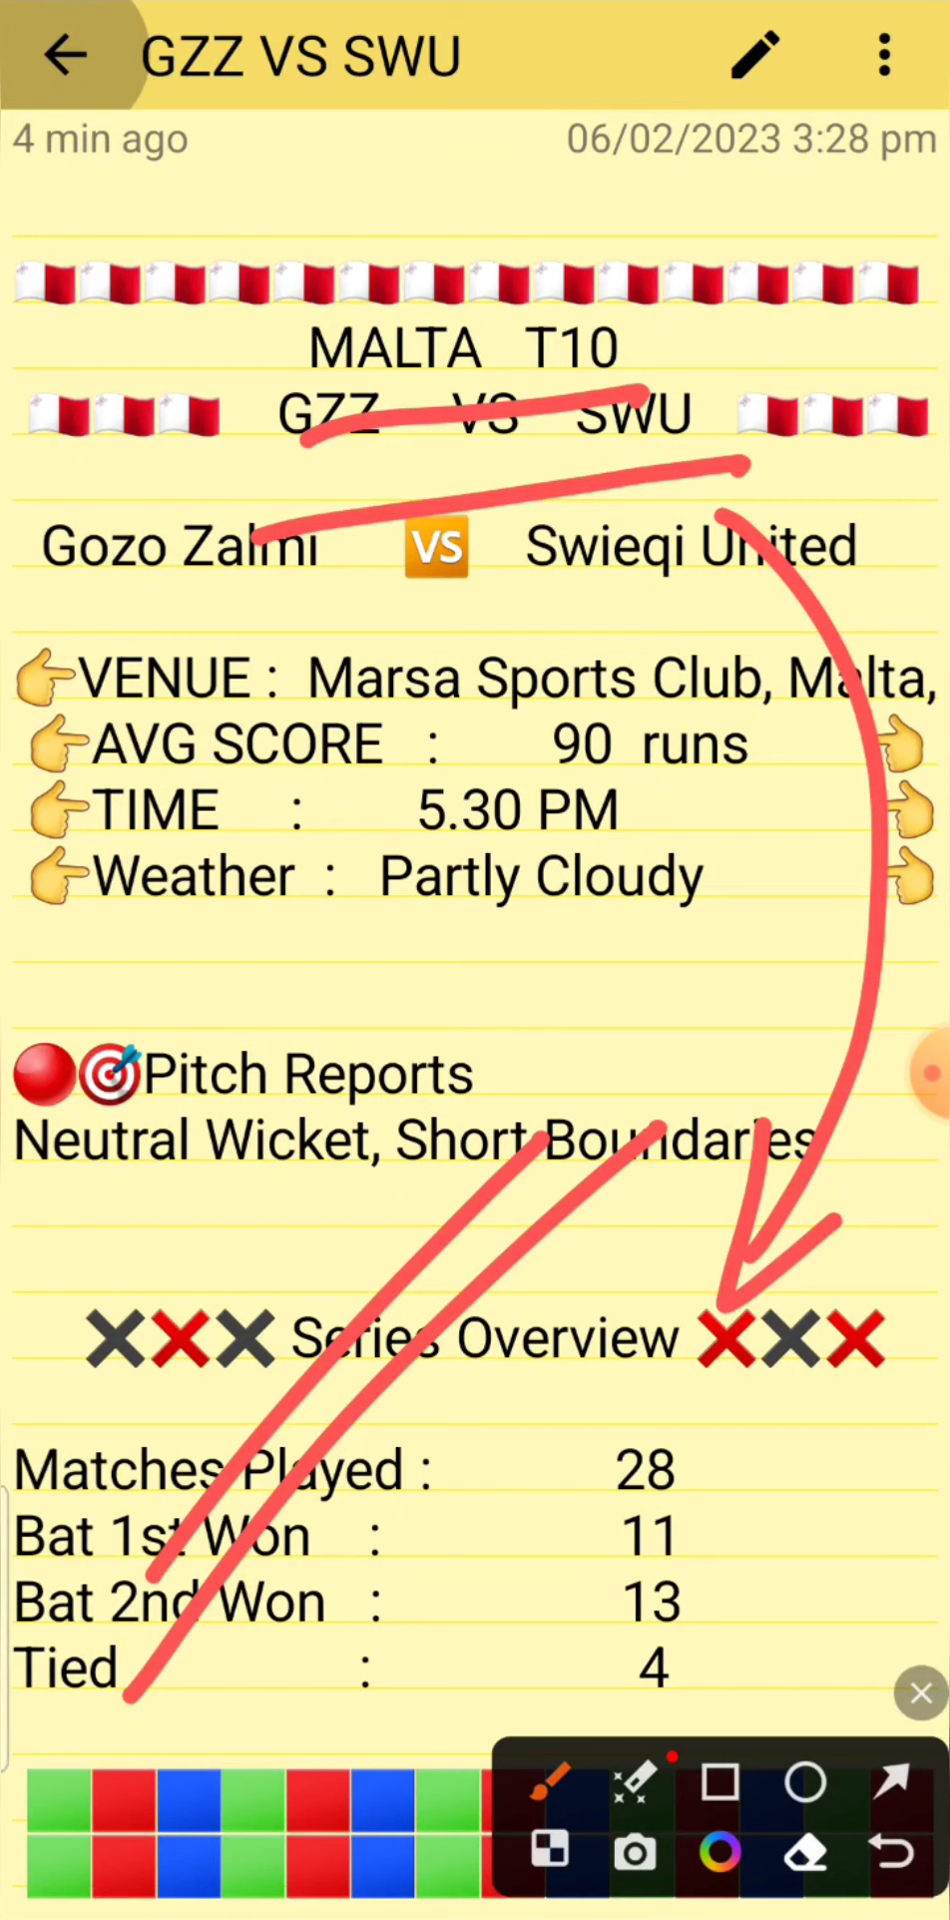 GZZ VS SWU
4 min ago 06/02/2023 3:28 pm
MALTA T10
GZZ VS SWU
Gozo Zalmi VS Swieqi United
VENUE : Marsa Sports Club, Malta,
AVG SCORE : 90 runs
TIME : 5.30 PM
Weather : Partly Cloudy
Pitch Reports
Neutral Wicket, Short Boundaries
Series Overview
Matches Played : 28
Bat 1st Won : 11
Bat 2nd Won : 13
Tied : 4